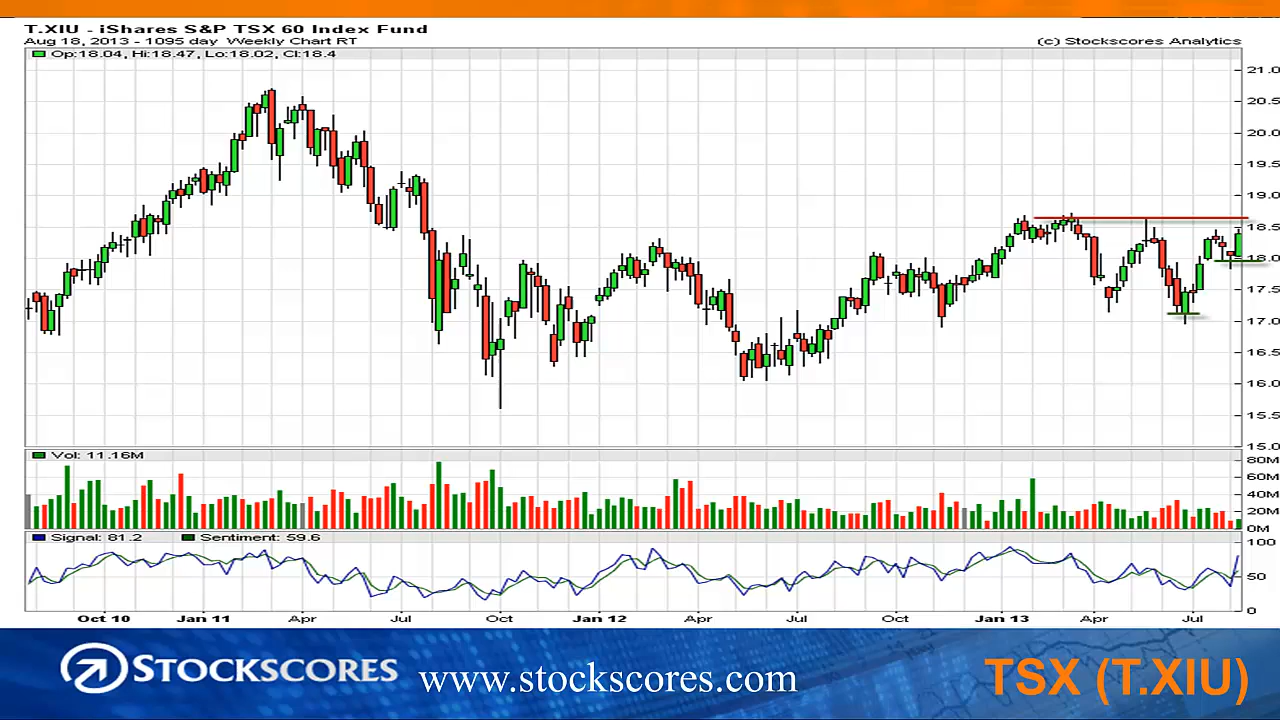 T.XIU - iShares S&P TSX 60 Index Fund
Aug 18, 2013 - 1095 day Weekly Chart RT (c) Stockscores Analytics
Op:18.04, Hi:18.47, Lo:18.02, Cl:18.4
21.0
20.5
20.0
19.5
19.0
18.5
18.0
17.5
17.0
16.5
16.0
15.5
15.0
Vol: 11.16M
80M
60M
40M
20M
0M
Signal: 81.2 Sentiment: 59.6
100
50
0
Oct 10 Jan 11 Apr Jul Oct Jan 12 Apr Jul Oct Jan 13 Apr Jul
STOCKSCORES www.stockscores.com TSX (T.XIU)